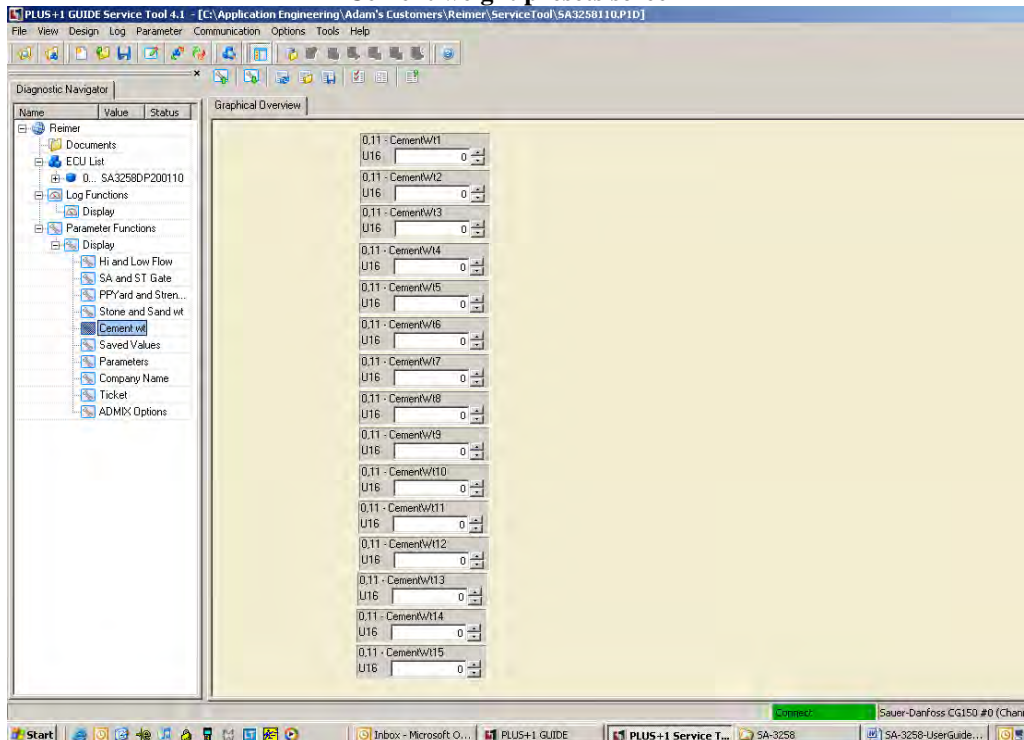 PLUS+1 GUIDE Service Tool 4.1 - [C:\Application Engineering\Adam's Customers\Reimer\ServiceTool\SA3258110.P1D]
File View Design Log Parameter Communication Options Tools Help
Diagnostic Navigator
Name Value Status
Reimer
Documents
ECU List
0... SA3258DP200110
Log Functions
Display
Parameter Functions
Display
Hi and Low Flow
SA and ST Gate
PPYard and Stren...
Stone and Sand wt
Cement wt
Saved Values
Parameters
Company Name
Ticket
ADMIX Options
Graphical Overview
0,11 - CementWt1
U16 0
0,11 - CementWt2
U16 0
0,11 - CementWt3
U16 0
0,11 - CementWt4
U16 0
0,11 - CementWt5
U16 0
0,11 - CementWt6
U16 0
0,11 - CementWt7
U16 0
0,11 - CementWt8
U16 0
0,11 - CementWt9
U16 0
0,11 - CementWt10
U16 0
0,11 - CementWt11
U16 0
0,11 - CementWt12
U16 0
0,11 - CementWt13
U16 0
0,11 - CementWt14
U16 0
0,11 - CementWt15
U16 0
Connect Sauer-Danfoss CG150 #0 (Chan
Start Inbox - Microsoft O... PLUS+1 GUIDE PLUS+1 Service T... SA-3258 SA-3258-UserGuide...